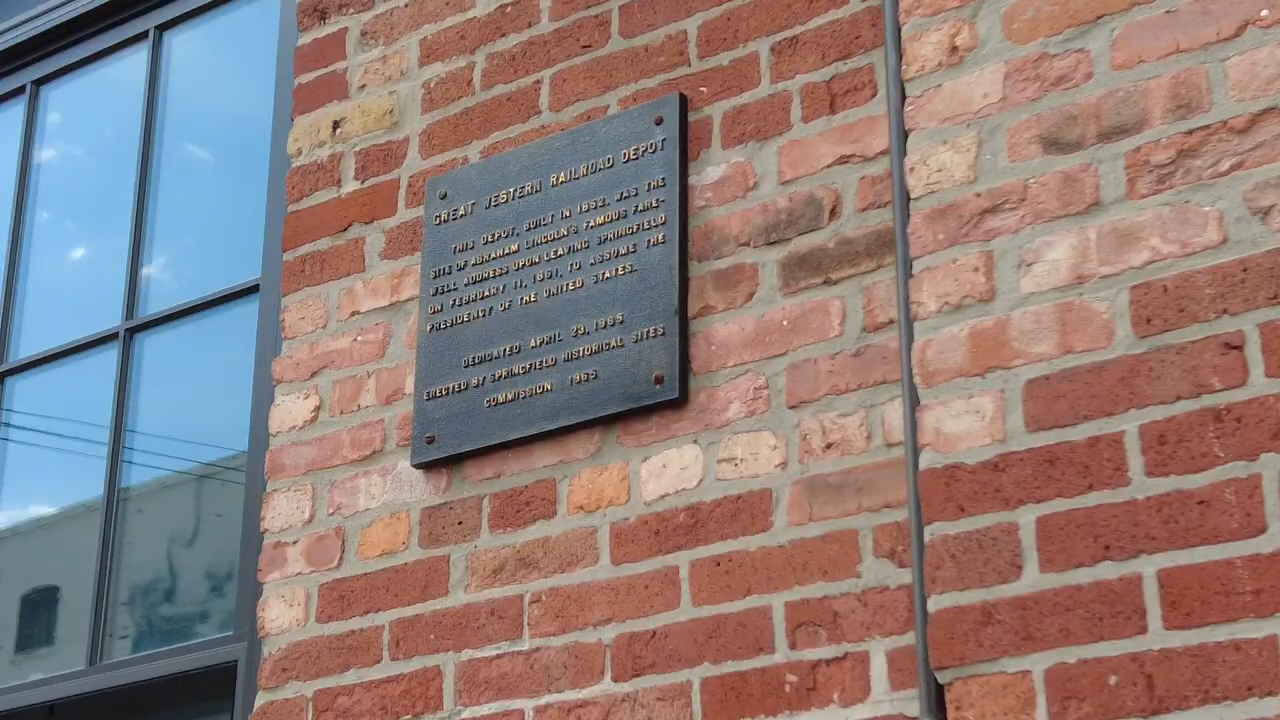 GREAT WESTERN RAILROAD DEPOT
THIS DEPOT, BUILT IN 1852, WAS THE
SITE OF ABRAHAM LINCOLN'S FAMOUS FARE-
WELL ADDRESS UPON LEAVING SPRINGFIELD
ON FEBRUARY 11, 1861, TO ASSUME THE
PRESIDENCY OF THE UNITED STATES.
DEDICATED APRIL 23, 1965
ERECTED BY SPRINGFIELD HISTORICAL SITES
COMMISSION 1965